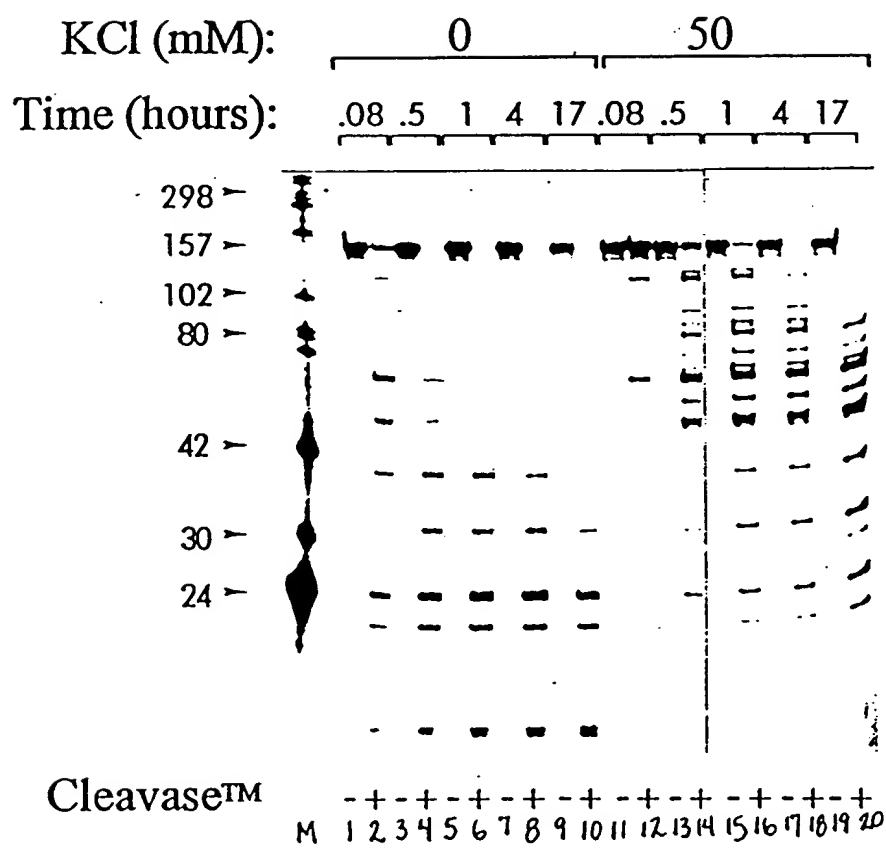 KCl (mM): 0 50
Time (hours): .08 .5 1 4 17 .08 .5 1 4 17
298
157
102
80
42
30
24
Cleavase™ - + - + - + - + - + - + - + - + - + - +
M 1 2 3 4 5 6 7 8 9 10 11 12 13 14 15 16 17 18 19 20